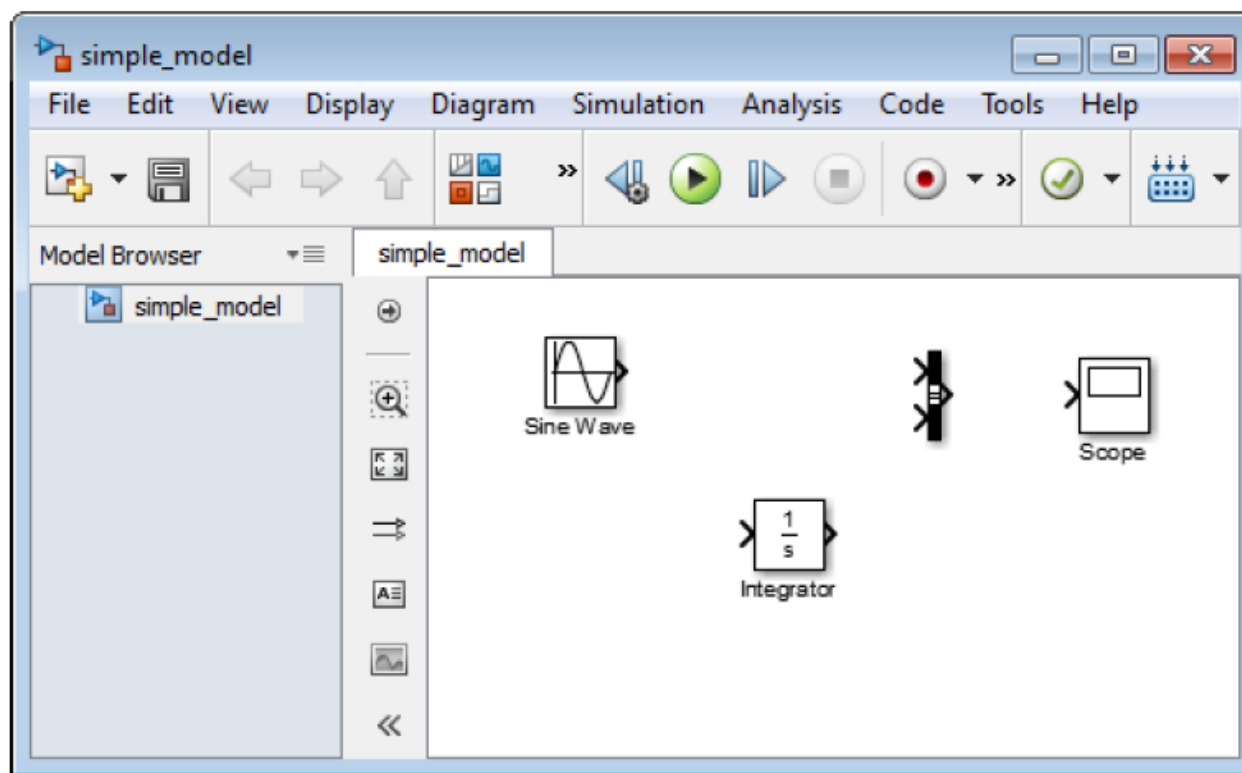 simple_model
File Edit View Display Diagram Simulation Analysis Code Tools Help
Model Browser
simple_model
simple_model
Sine Wave
Scope
1
s
Integrator
A